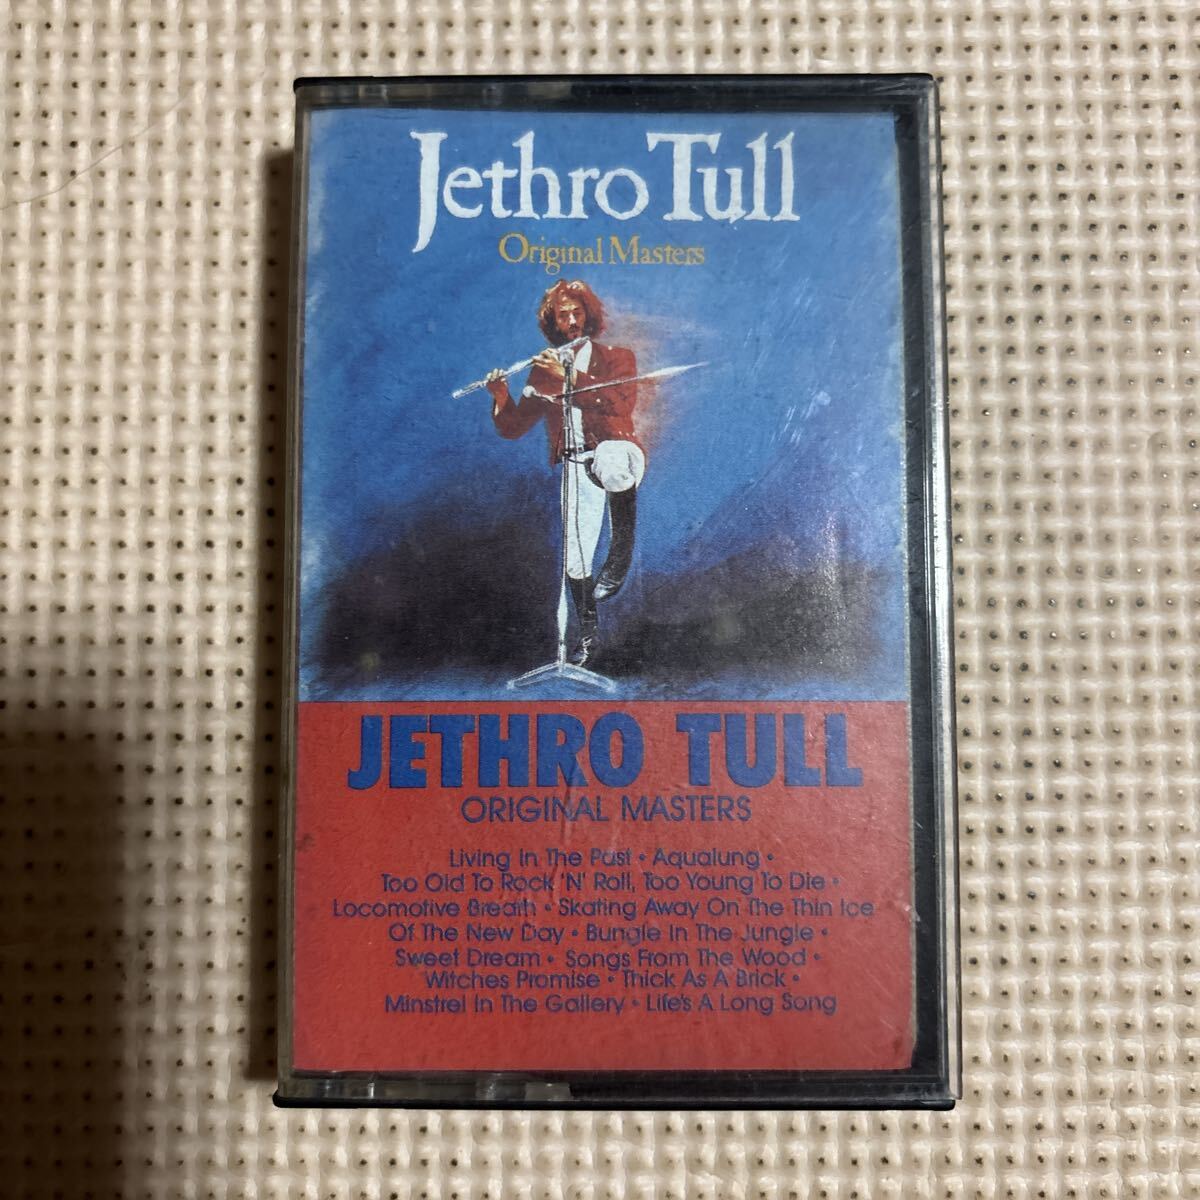 Jethro Tull
Original Masters
JETHRO TULL
ORIGINAL MASTERS
Living In The Past • Aqualung •
Too Old To Rock 'N' Roll, Too Young To Die •
Locomotive Breath • Skating Away On The Thin Ice
Of The New Day • Bungle In The Jungle •
Sweet Dream • Songs From The Wood •
Witches Promise • Thick As A Brick •
Minstrel In The Gallery • Life's A Long Song